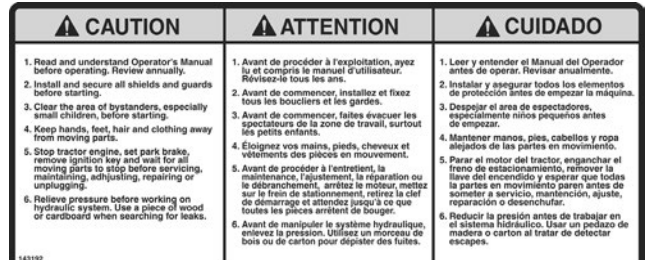 CAUTION
1. Read and understand Operator's Manual
before operating. Review annually.
2. Install and secure all shields and guards
before starting.
3. Clear the area of bystanders, especially
small children, before starting.
4. Keep hands, feet, hair and clothing away
from moving parts.
5. Stop tractor engine, set park brake,
remove ignition key and wait for all
moving parts to stop before servicing,
maintaining, adhjusting, repairing or
unplugging.
6. Relieve pressure before working on
hydraulic system. Use a piece of wood
or cardboard when searching for leaks.
143192
ATTENTION
1. Avant de procéder à l'exploitation, ayez
lu et compris le manuel d'utilisateur.
Révisez-le tous les ans.
2. Avant de commencer, installez et fixez
tous les boucliers et les gardes.
3. Avant de commencer, faites évacuer les
spectateurs de la zone de travail, surtout
les petits enfants.
4. Éloignez vos mains, pieds, cheveux et
vêtements des pièces en mouvement.
5. Avant de procéder à l'entretien, la
maintenance, l'ajustement, la réparation ou
le débranchement, arrêtez le moteur, mettez
sur le frein de stationnement, retirez la clef
de démarrage et attendez jusqu'à ce que
toutes les pièces arrêtent de bouger.
6. Avant de manipuler le système hydraulique,
enlevez la pression. Utilisez un morceau de
bois ou de carton pour dépister des fuites.
CUIDADO
1. Leer y entender el Manual del Operador
antes de operar. Revisar anualmente.
2. Instalar y asegurar todos los elementos
de protección antes de empezar la máquina.
3. Despejar el area de espectadores,
especialmente niños pequeños antes
de empezar.
4. Mantener manos, pies, cabellos y ropa
alejados de las partes en movimiento.
5. Parar el motor del tractor, enganchar el
freno de estacionamiento, remover la
llave del encendido y esperar que todas
la partes en movimiento paren antes de
someter a servicio, mantención, ajuste,
reparación o desenchufar.
6. Reducir la presión antes de trabajar en
el sistema hidráulico. Usar un pedazo de
madera o carton al tratar de detectar
escapes.